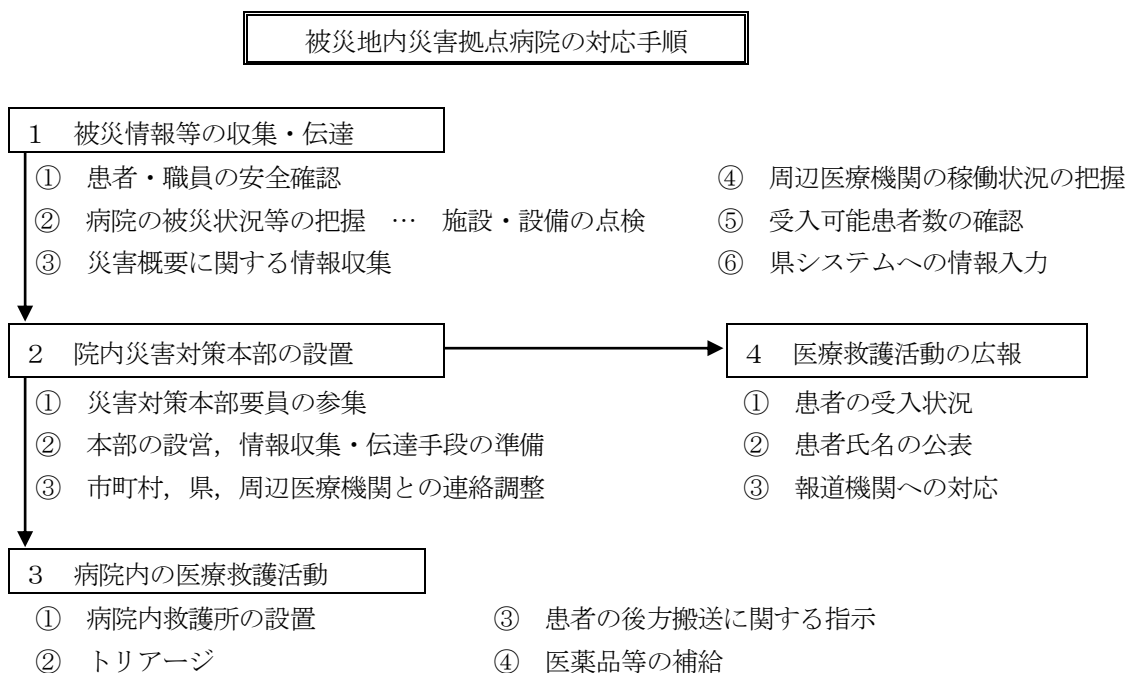 被災地内災害拠点病院の対応手順
１　被災情報等の収集・伝達
①　患者・職員の安全確認
②　病院の被災状況等の把握　…　施設・設備の点検
③　災害概要に関する情報収集
④　周辺医療機関の稼働状況の把握
⑤　受入可能患者数の確認
⑥　県システムへの情報入力
２　院内災害対策本部の設置
①　災害対策本部要員の参集
②　本部の設営，情報収集・伝達手段の準備
③　市町村，県，周辺医療機関との連絡調整
４　医療救護活動の広報
①　患者の受入状況
②　患者氏名の公表
③　報道機関への対応
３　病院内の医療救護活動
①　病院内救護所の設置
②　トリアージ
③　患者の後方搬送に関する指示
④　医薬品等の補給